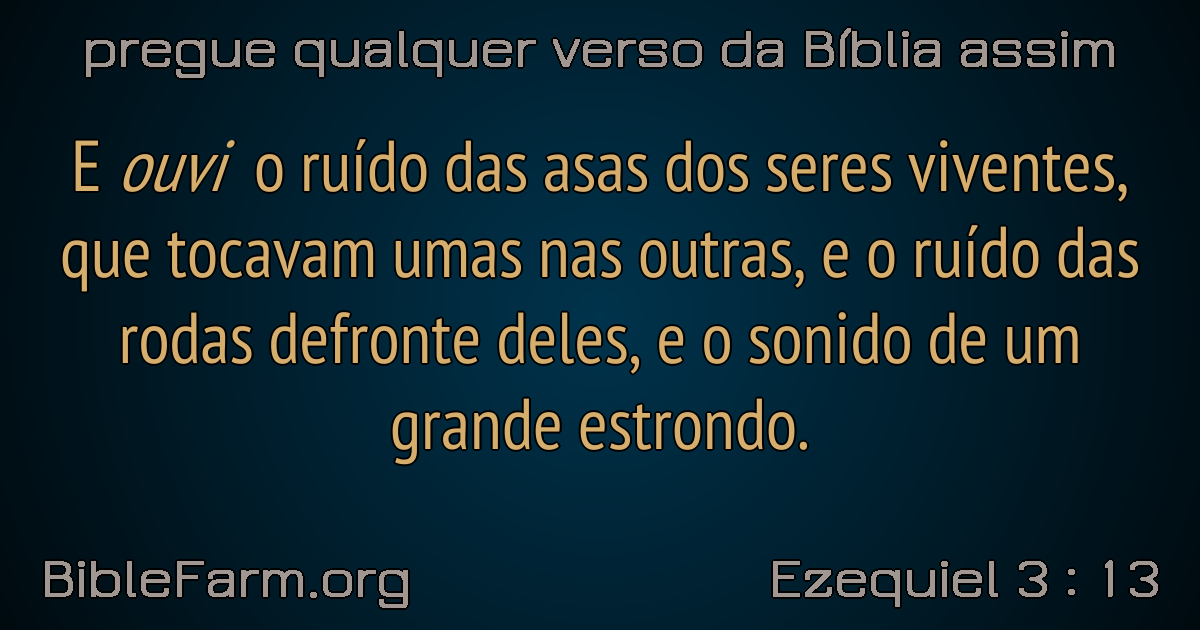 pregue qualquer verso da Bíblia assim
E ouvi o ruído das asas dos seres viventes,
que tocavam umas nas outras, e o ruído das
rodas defronte deles, e o sonido de um
grande estrondo.
BibleFarm.org
Ezequiel 3 : 13